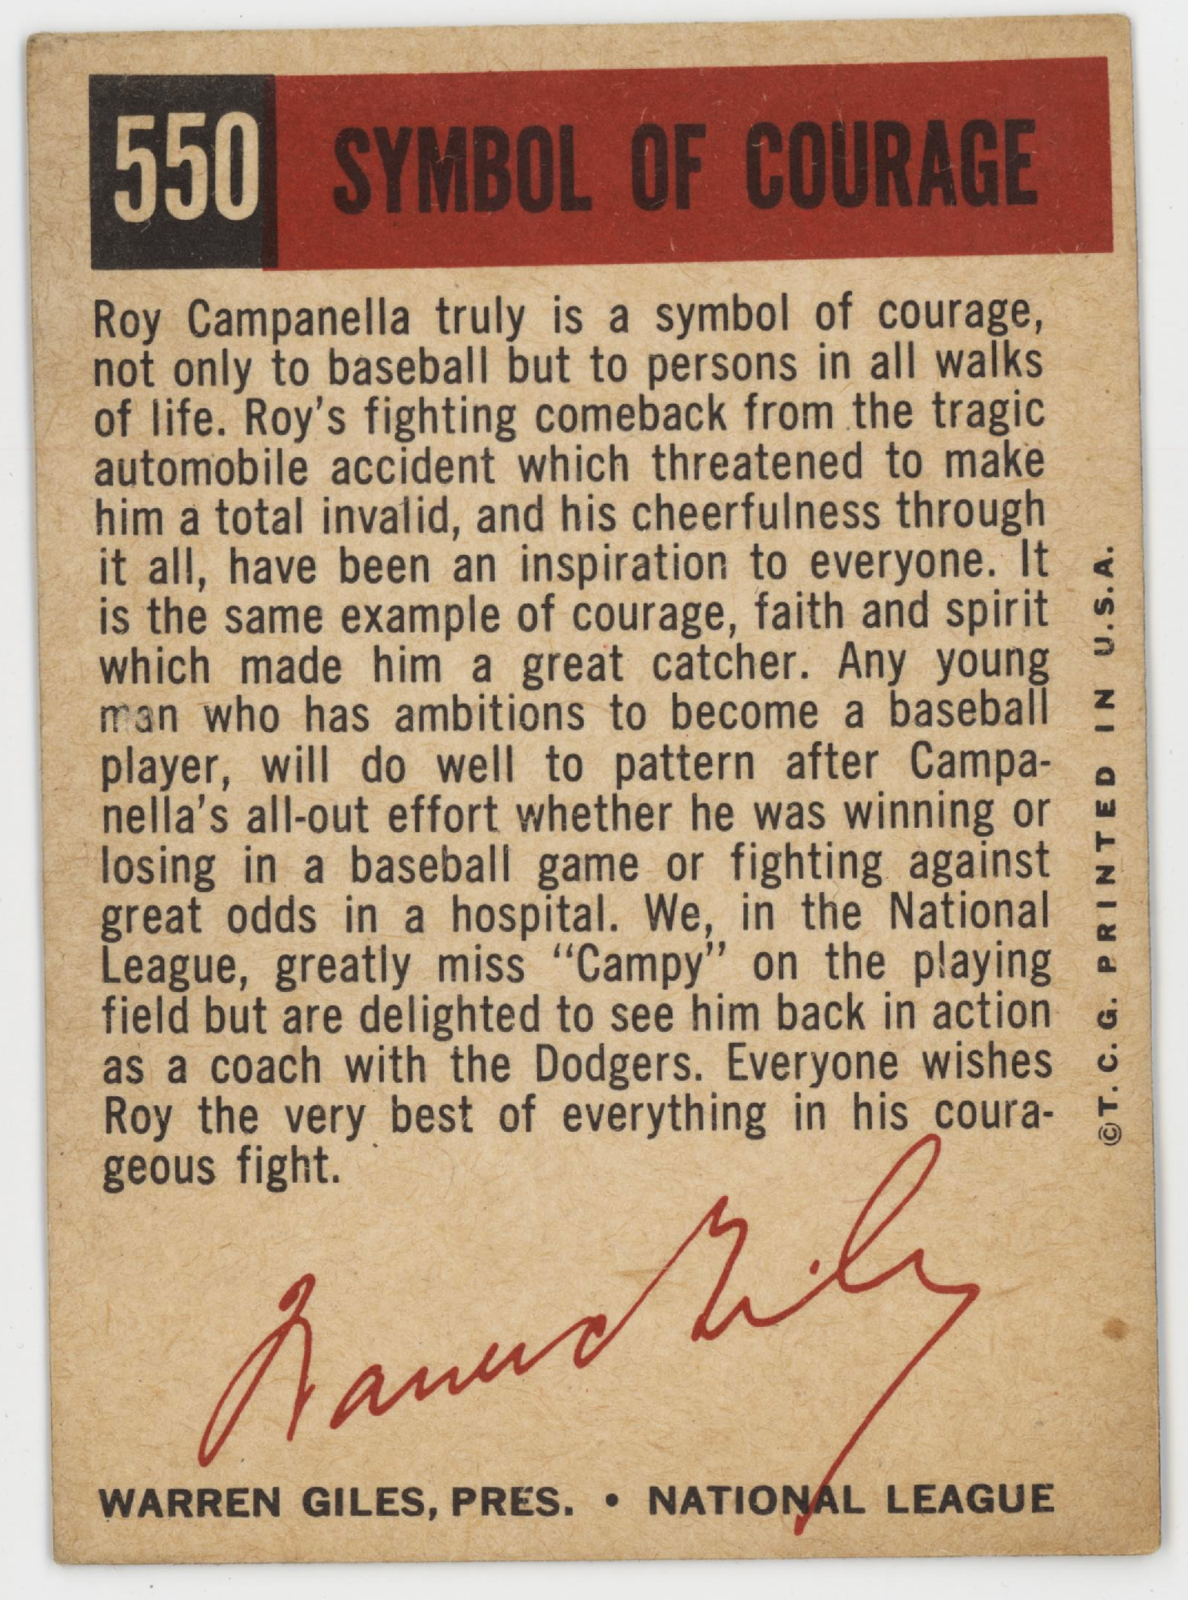 550 SYMBOL OF COURAGE
Roy Campanella truly is a symbol of courage,
not only to baseball but to persons in all walks
of life. Roy's fighting comeback from the tragic
automobile accident which threatened to make
him a total invalid, and his cheerfulness through
it all, have been an inspiration to everyone. It
is the same example of courage, faith and spirit
which made him a great catcher. Any young
man who has ambitions to become a baseball
player, will do well to pattern after Campa-
nella's all-out effort whether he was winning or
losing in a baseball game or fighting against
great odds in a hospital. We, in the National
League, greatly miss “Campy” on the playing
field but are delighted to see him back in action
as a coach with the Dodgers. Everyone wishes
Roy the very best of everything in his coura-
geous fight.
Warren Giles
WARREN GILES, PRES. • NATIONAL LEAGUE
©T. C. G. PRINTED IN U.S.A.